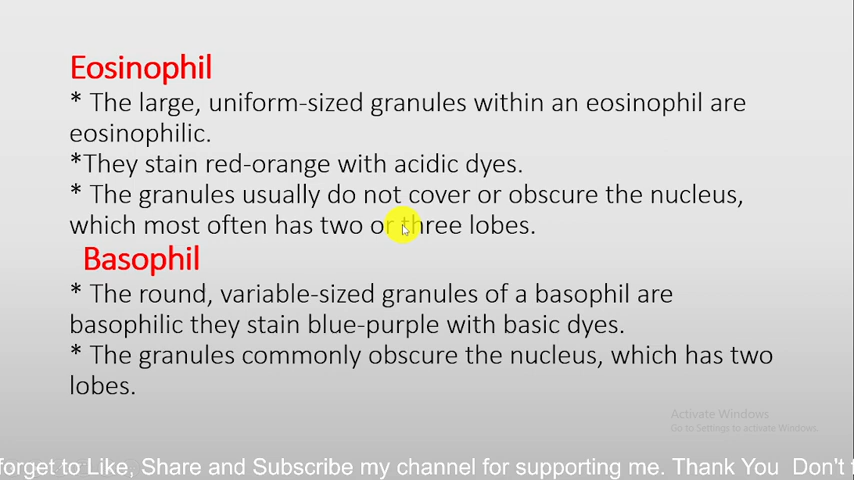 Eosinophil
* The large, uniform-sized granules within an eosinophil are
eosinophilic.
*They stain red-orange with acidic dyes.
* The granules usually do not cover or obscure the nucleus,
which most often has two or three lobes.
Basophil
* The round, variable-sized granules of a basophil are
basophilic they stain blue-purple with basic dyes.
* The granules commonly obscure the nucleus, which has two
lobes.
Activate Windows
Go to Settings to activate Windows.
forget to Like, Share and Subscribe my channel for supporting me. Thank You Don't